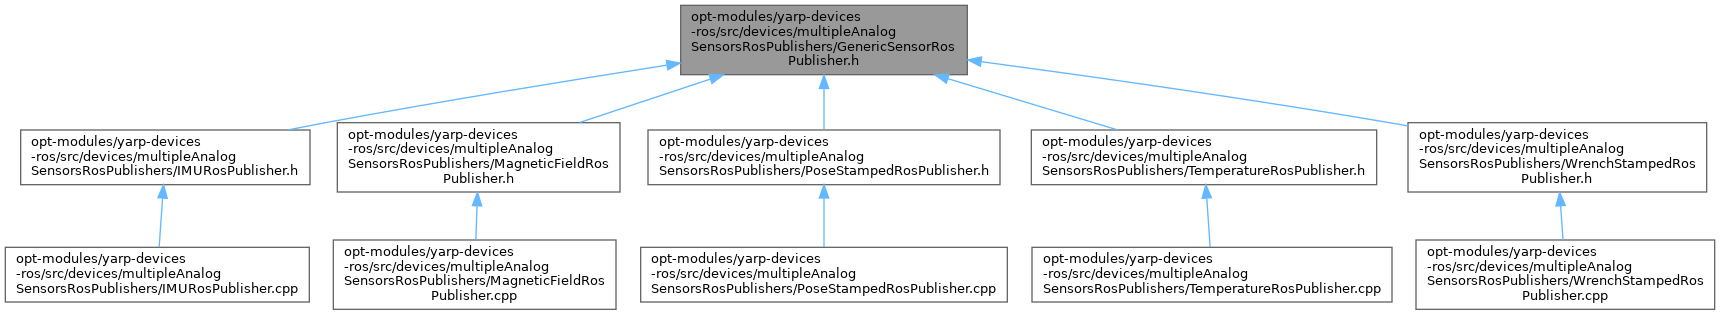 opt-modules/yarp-devices
-ros/src/devices/multipleAnalog
SensorsRosPublishers/GenericSensorRos
Publisher.h
opt-modules/yarp-devices
-ros/src/devices/multipleAnalog
SensorsRosPublishers/IMURosPublisher.h
opt-modules/yarp-devices
-ros/src/devices/multipleAnalog
SensorsRosPublishers/MagneticFieldRos
Publisher.h
opt-modules/yarp-devices
-ros/src/devices/multipleAnalog
SensorsRosPublishers/PoseStampedRosPublisher.h
opt-modules/yarp-devices
-ros/src/devices/multipleAnalog
SensorsRosPublishers/TemperatureRosPublisher.h
opt-modules/yarp-devices
-ros/src/devices/multipleAnalog
SensorsRosPublishers/WrenchStampedRos
Publisher.h
opt-modules/yarp-devices
-ros/src/devices/multipleAnalog
SensorsRosPublishers/IMURosPublisher.cpp
opt-modules/yarp-devices
-ros/src/devices/multipleAnalog
SensorsRosPublishers/MagneticFieldRos
Publisher.cpp
opt-modules/yarp-devices
-ros/src/devices/multipleAnalog
SensorsRosPublishers/PoseStampedRosPublisher.cpp
opt-modules/yarp-devices
-ros/src/devices/multipleAnalog
SensorsRosPublishers/TemperatureRosPublisher.cpp
opt-modules/yarp-devices
-ros/src/devices/multipleAnalog
SensorsRosPublishers/WrenchStampedRos
Publisher.cpp